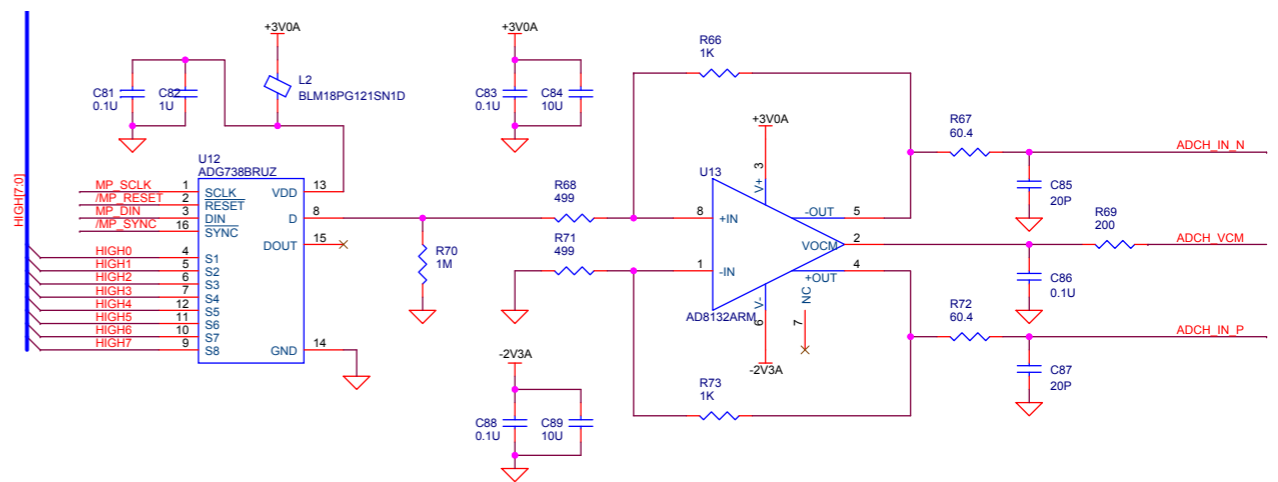 +3V0A
L2
BLM18PG121SN1D
C81
0.1U
C82
1U
U12
ADG738BRUZ
HIGH[7:0]
MP_SCLK
1
SCLK
VDD
13
/MP_RESET
2
RESET
MP_DIN
3
DIN
D
8
/MP_SYNC
16
SYNC
DOUT
15
HIGH0
4
S1
HIGH1
5
S2
HIGH2
6
S3
HIGH3
7
S4
HIGH4
12
S5
HIGH5
11
S6
HIGH6
10
S7
HIGH7
9
S8
GND
14
R70
1M
+3V0A
C83
0.1U
C84
10U
R68
499
R71
499
-2V3A
C88
0.1U
C89
10U
R66
1K
+3V0A
3
V+
U13
8
+IN
-OUT
5
VOCM
2
1
-IN
+OUT
4
V-
6
NC
7
AD8132ARM
-2V3A
R73
1K
R67
60.4
ADCH_IN_N
C85
20P
R69
200
ADCH_VCM
C86
0.1U
R72
60.4
ADCH_IN_P
C87
20P